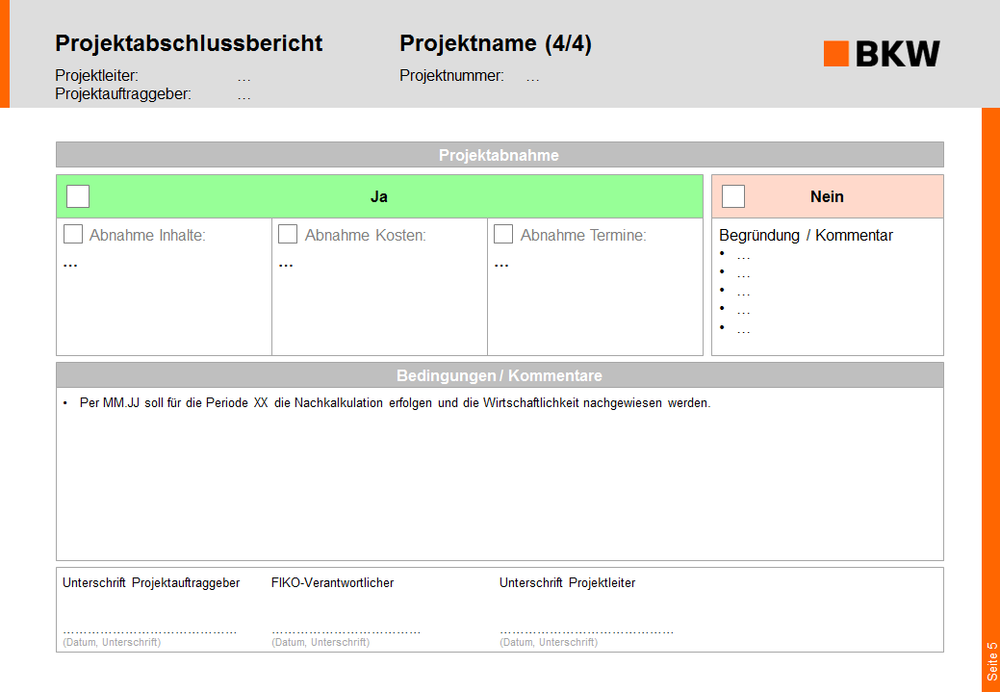 Projektabschlussbericht
Projektname (4/4)
Projektleiter: …
Projektnummer: …
Projektauftraggeber: …
BKW
Projektabnahme
Ja
Nein
Abnahme Inhalte:
…
Abnahme Kosten:
…
Abnahme Termine:
…
Begründung / Kommentar
• …
• …
• …
• …
• …
Bedingungen / Kommentare
• Per MM.JJ soll für die Periode XX die Nachkalkulation erfolgen und die Wirtschaftlichkeit nachgewiesen werden.
Unterschrift Projektauftraggeber
FIKO-Verantwortlicher
Unterschrift Projektleiter
……………………………………
………………………………
……………………………………
(Datum, Unterschrift)
(Datum, Unterschrift)
(Datum, Unterschrift)
Seite 5